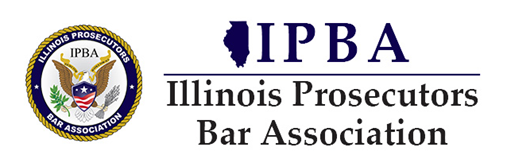 ILLINOIS PROSECUTORS
IPBA
BAR ASSOCIATION
IPBA
Illinois Prosecutors
Bar Association